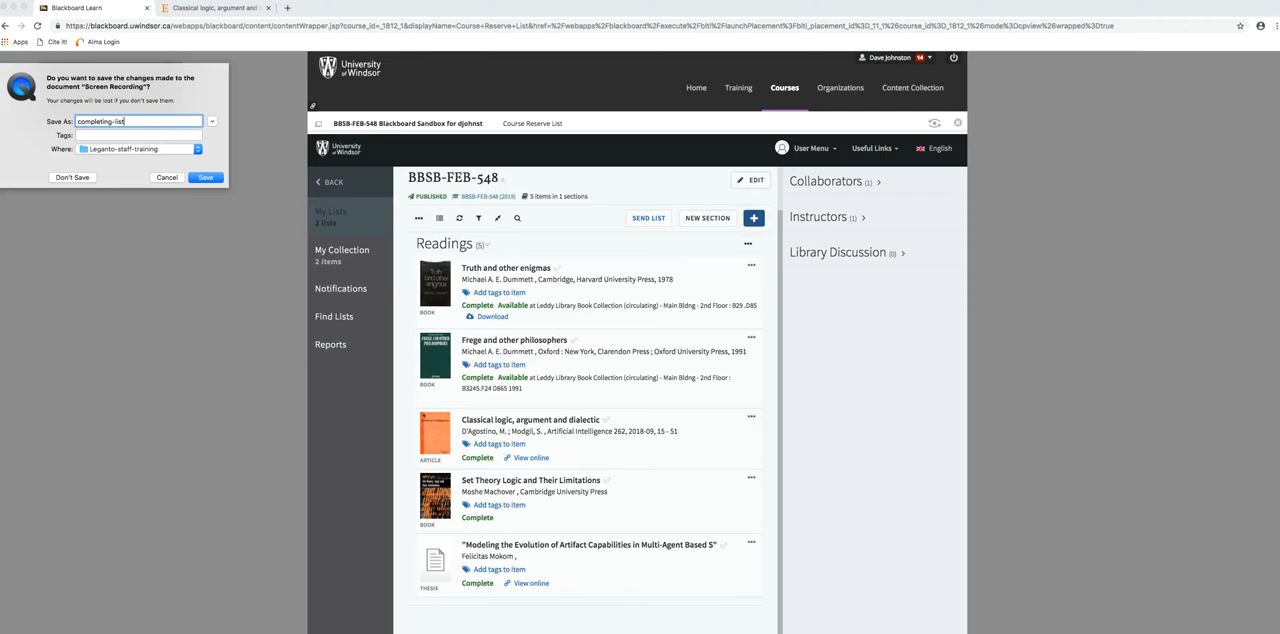 Blackboard Learn
Classical logic, argument and
https://blackboard.uwindsor.ca/webapps/blackboard/content/contentWrapper.jsp?course_id=_1812_1&displayName=Course+Reserve+List&href=%2Fwebapps%2Fblackboard%2Fexecute%2Fblti%2FlaunchPlacement%3Fblti_placement_id%3D_11_1%26course_id%3D_1812_1%26mode%3Dcpview%26wrapped%3Dtrue
Apps Cite it! Alma Login
Do you want to save the changes made to the
document "Screen Recording"?
Your changes will be lost if you don't save them.
Save As: completing-list
Tags:
Where: Leganto-staff-training
Don't Save Cancel Save
University of Windsor
Dave Johnston 14
Home Training Courses Organizations Content Collection
BBSB-FEB-548 Blackboard Sandbox for djohnst Course Reserve List
University of Windsor
User Menu Useful Links English
BACK
My Lists
2 lists
My Collection
2 items
Notifications
Find Lists
Reports
BBSB-FEB-548
EDIT
PUBLISHED BBSB-FEB-548 (2019) 5 items in 1 sections
SEND LIST NEW SECTION +
Readings (5)
Truth and other enigmas
Michael A. E. Dummett , Cambridge, Harvard University Press, 1978
Add tags to item
Complete Available at Leddy Library Book Collection (circulating) - Main Bldng - 2nd Floor : B29 .D85
BOOK
Download
Frege and other philosophers
Michael A. E. Dummett , Oxford : New York, Clarendon Press ; Oxford University Press, 1991
Add tags to item
Complete Available at Leddy Library Book Collection (circulating) - Main Bldng - 2nd Floor :
BOOK
B3245.F24 D865 1991
Classical logic, argument and dialectic
D'Agostino, M. ; Modgil, S. , Artificial Intelligence 262, 2018-09, 15 - 51
Add tags to item
ARTICLE
Complete View online
Set Theory Logic and Their Limitations
Moshe Machover , Cambridge University Press
Add tags to item
Complete
BOOK
"Modeling the Evolution of Artifact Capabilities in Multi-Agent Based S"
Felicitas Mokom ,
Add tags to item
Complete View online
THESIS
Collaborators (1)
Instructors (1)
Library Discussion (0)